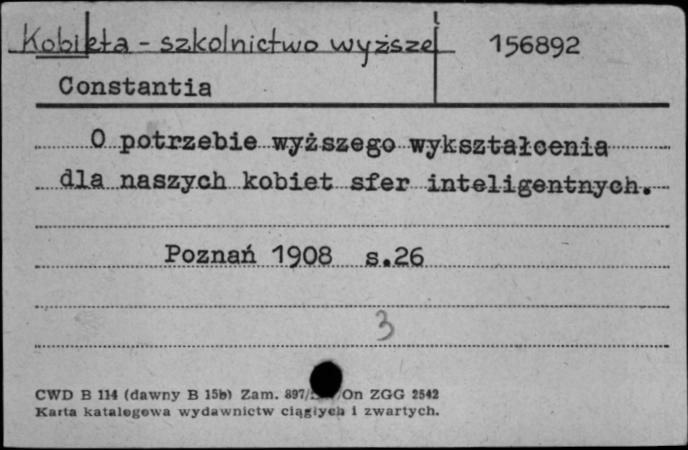 Kobieta - szkolnictwo wyższe 156892
Constantia
O potrzebie wyższego wykształcenia
dla naszych kobiet sfer inteligentnych.
Poznań 1908 s.26
3
CWD B 114 (dawny B 15b) Zam. 897/ /On ZGG 2542
Karta katalogowa wydawnictw ciągłych i zwartych.